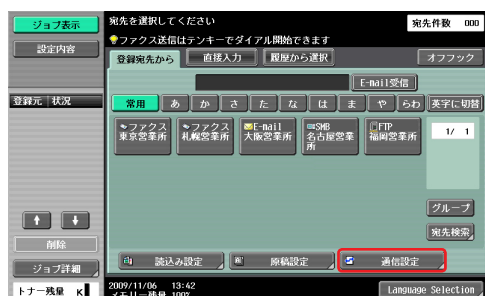 ジョブ表示
設定内容
登録元 状況
削除
ジョブ詳細
トナー残量 K
宛先を選択してください
宛先件数 000
ファクス送信はテンキーでダイアル開始できます
登録宛先から 直接入力 履歴から選択 オフフック
E-mail受信
常用 あ か さ た な は ま や らわ 英字に切替
ファクス
東京営業所
ファクス
札幌営業所
E-mail
大阪営業所
SMB
名古屋営業
所
FTP
福岡営業所
1/ 1
グループ
宛先検索
読込み設定 原稿設定 通信設定
2009/11/06 13:42
メモリー残量 100%
Language Selection